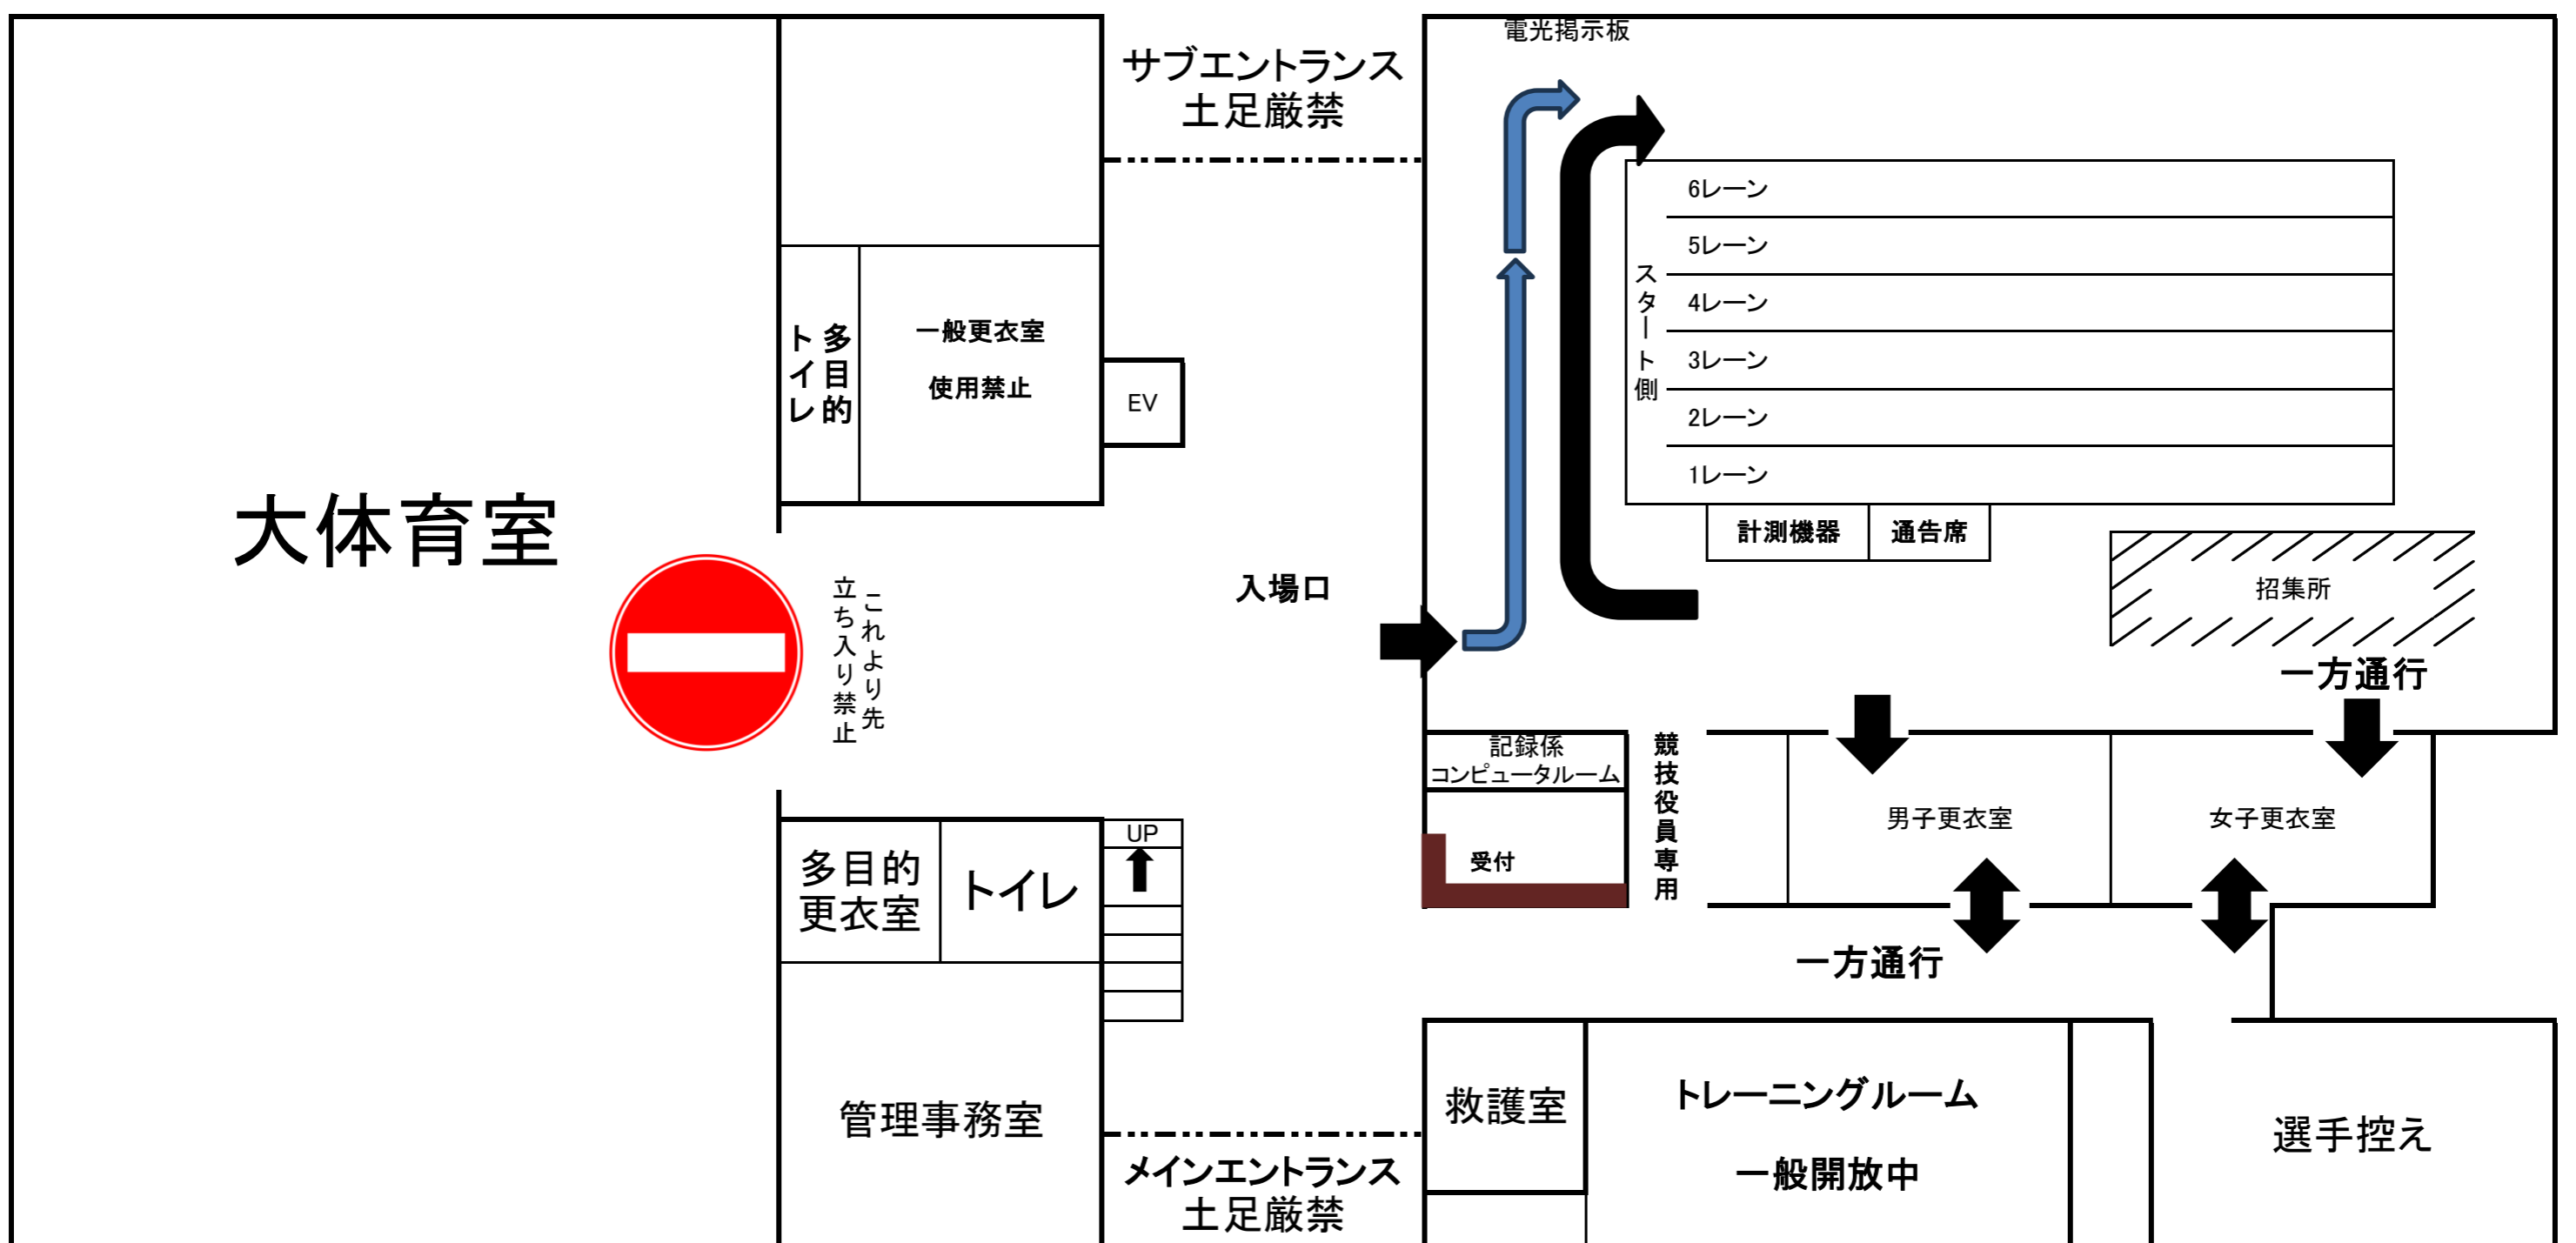 電光掲示板
サブエントランス
土足厳禁
6レーン
5レーン
4レーン
3レーン
2レーン
1レーン
スタート側
多目的
トイレ
一般更衣室
使用禁止
EV
大体育室
計測機器
通告席
招集所
入場口
これより先
立ち入り禁止
一方通行
記録係
コンピュータルーム
競技役員専用
男子更衣室
女子更衣室
UP
受付
多目的
更衣室
トイレ
一方通行
管理事務室
救護室
トレーニングルーム
一般開放中
選手控え
メインエントランス
土足厳禁